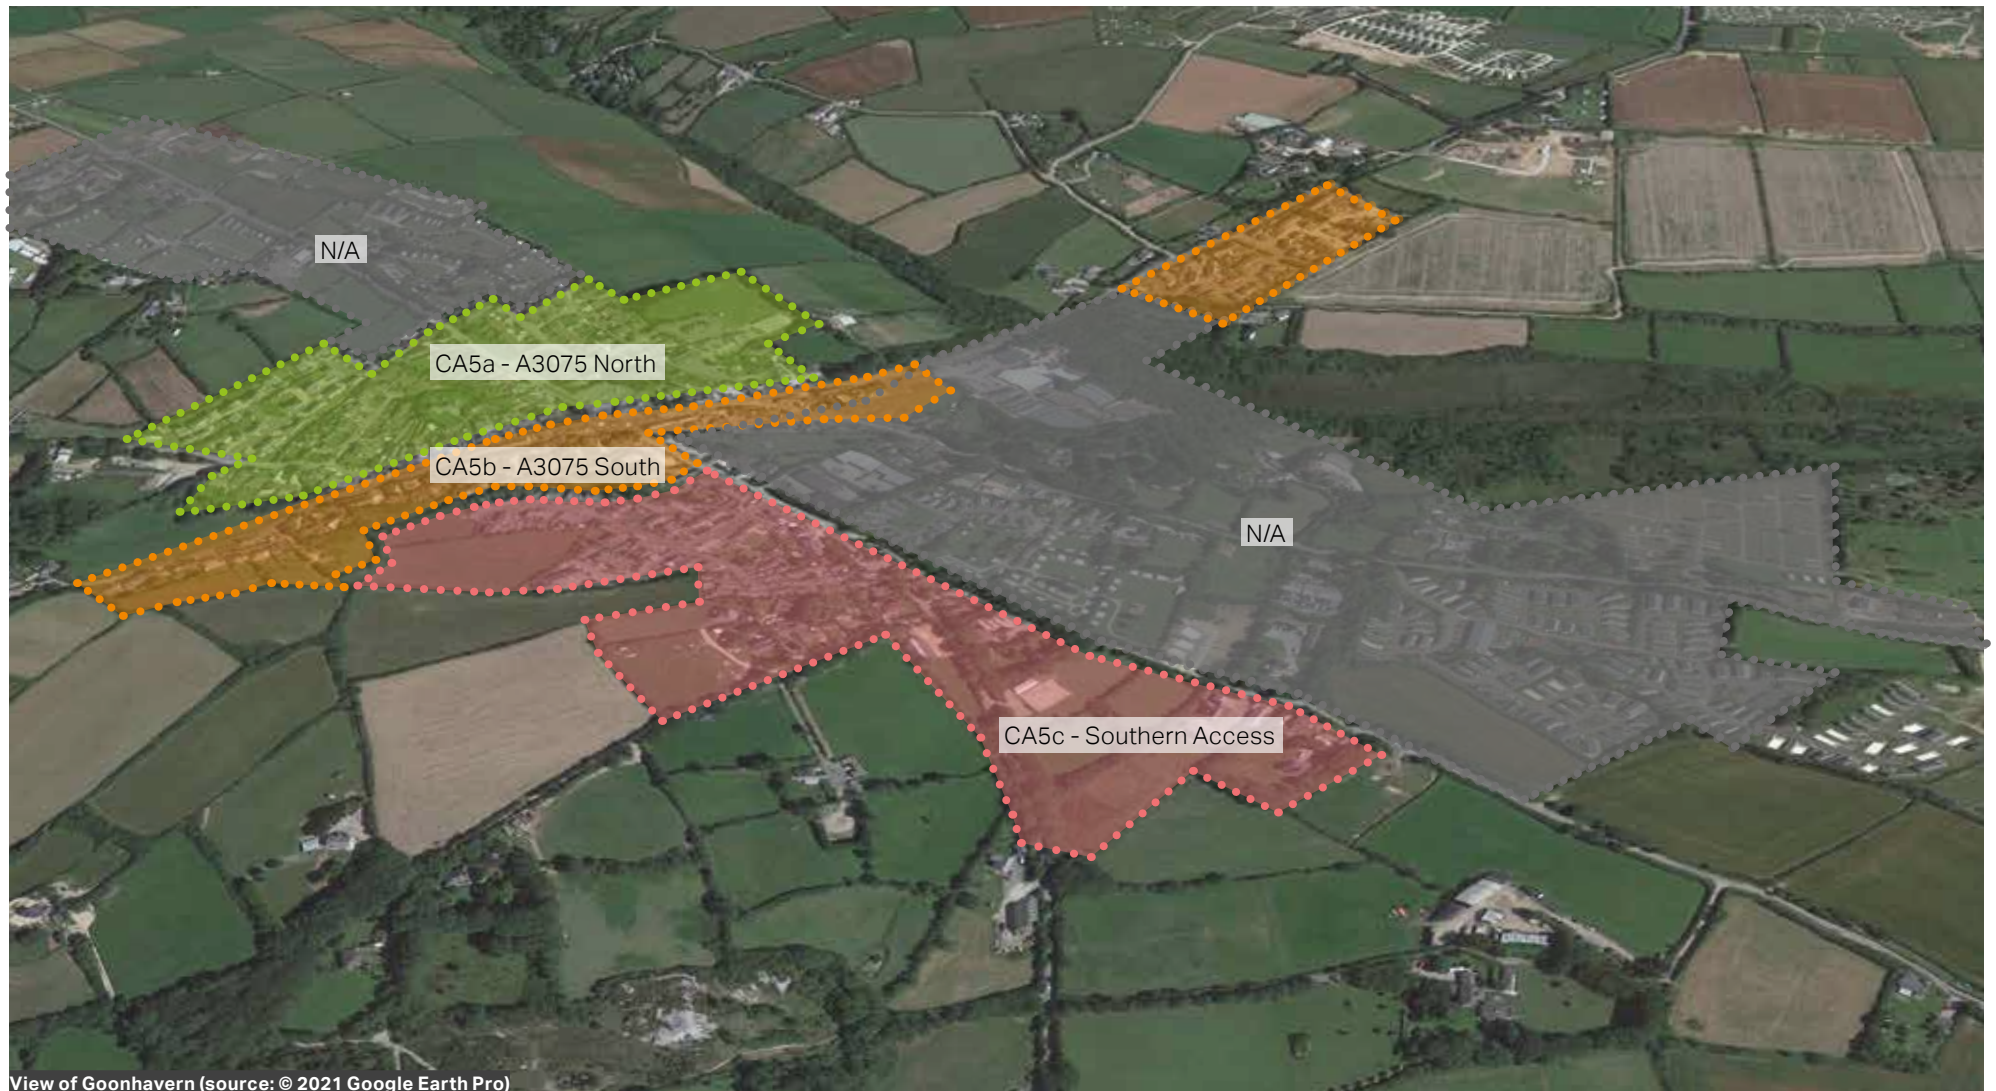 N/A
CA5a - A3075 North
CA5b - A3075 South
N/A
CA5c - Southern Access
View of Goonhavern (source: © 2021 Google Earth Pro)